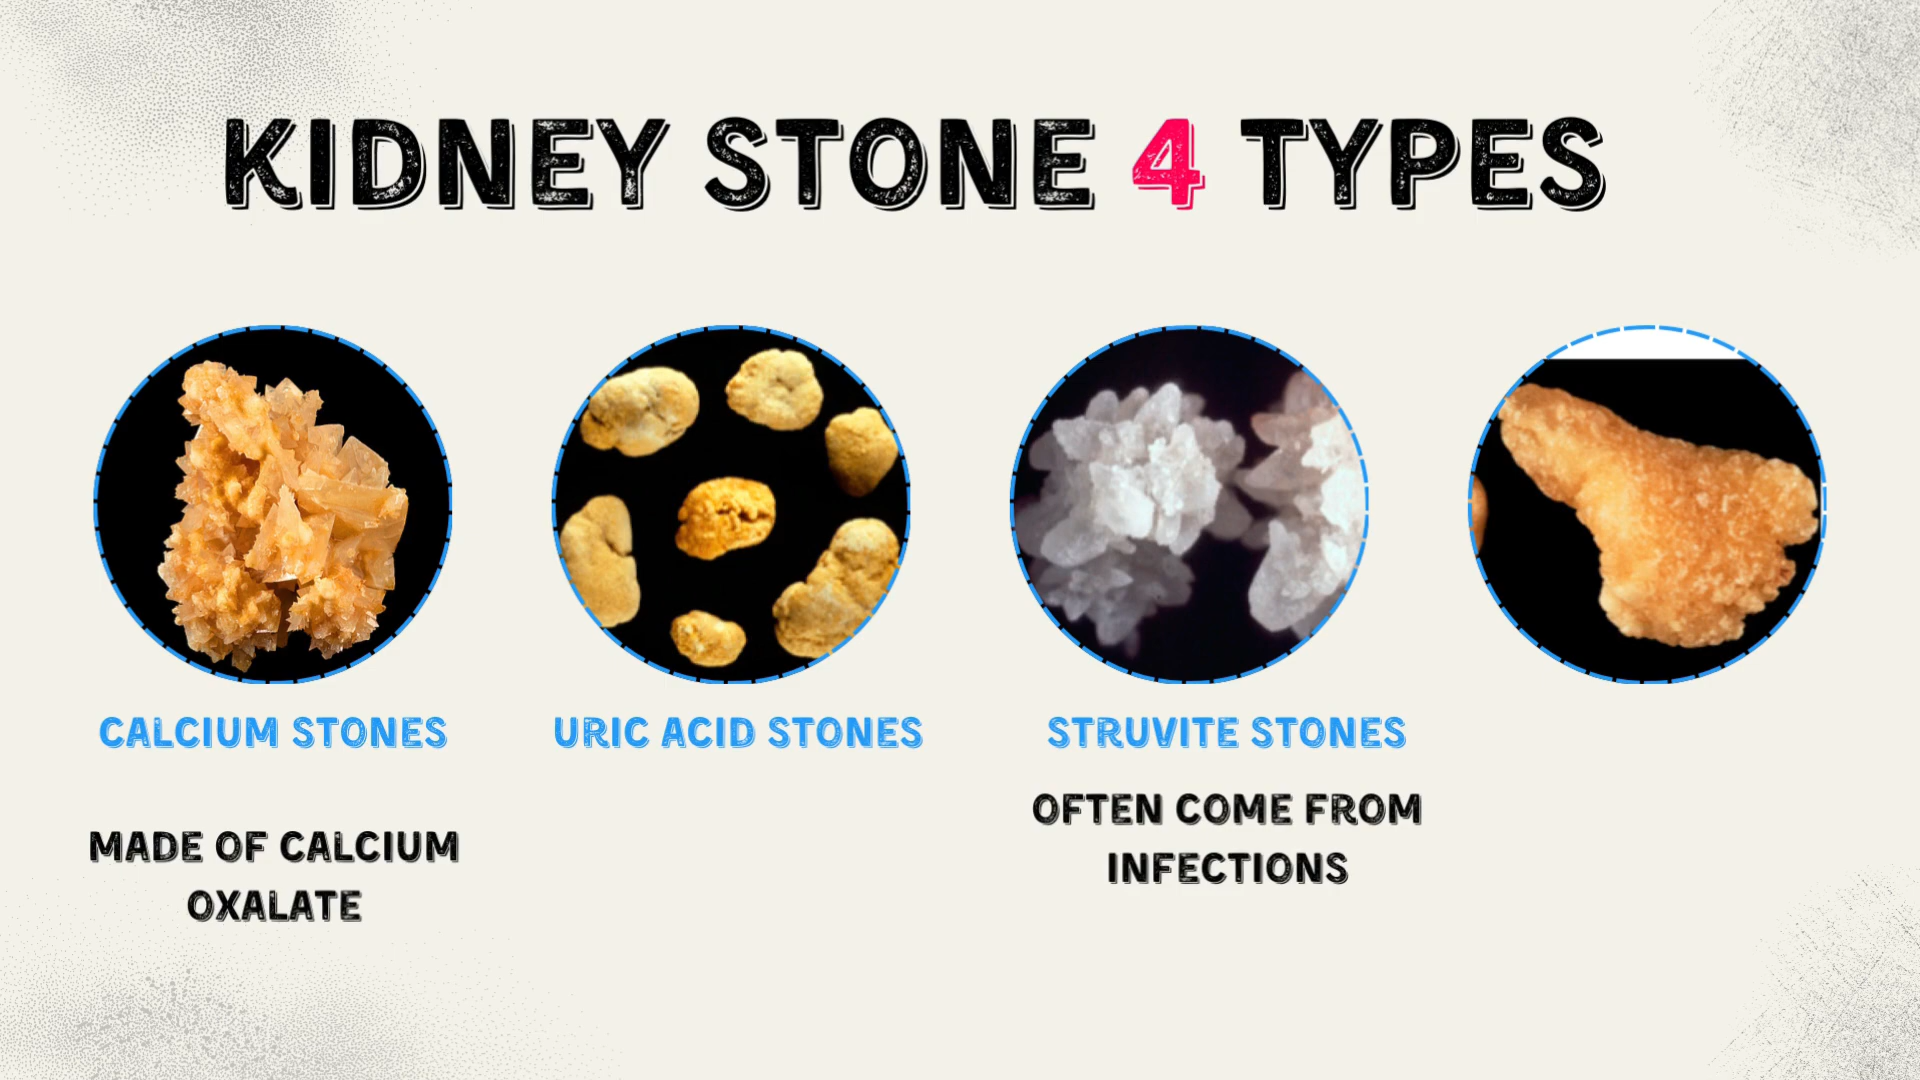 KIDNEY STONE 4 TYPES
CALCIUM STONES
MADE OF CALCIUM
OXALATE
URIC ACID STONES
STRUVITE STONES
OFTEN COME FROM
INFECTIONS